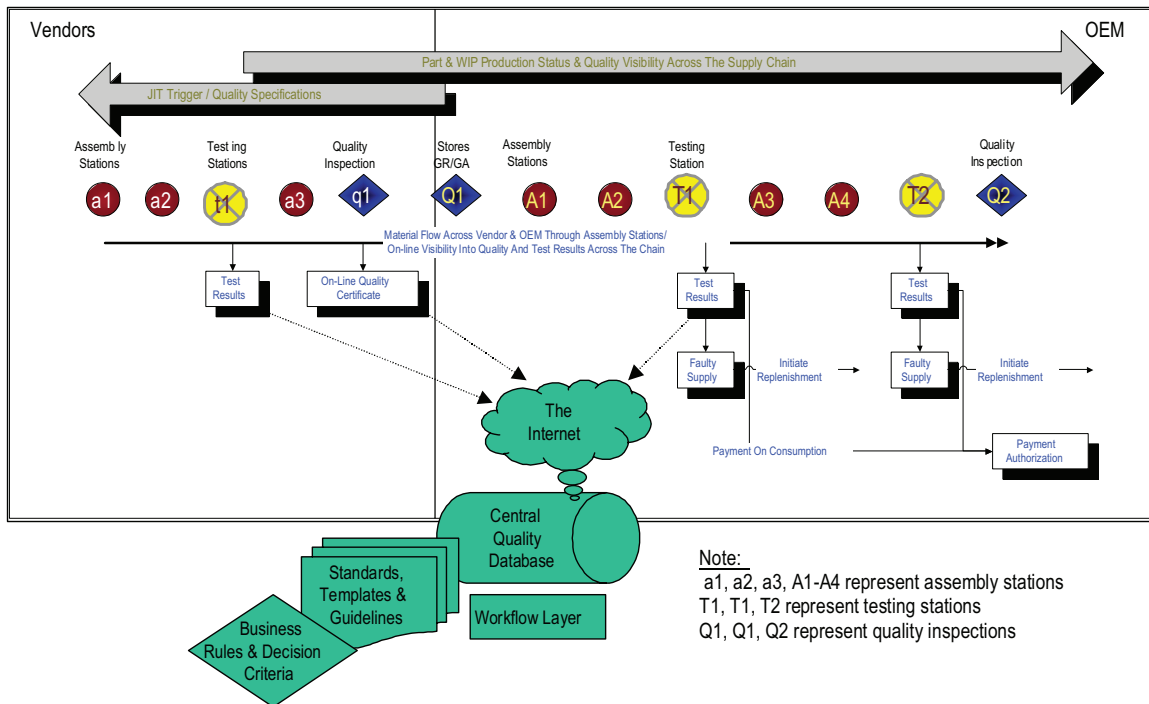 Vendors
OEM
Part & WIP Production Status & Quality Visibility Across The Supply Chain
JIT Trigger / Quality Specifications
Assembly
Stations
Testing
Stations
Quality
Inspection
Stores
GR/GA
Assembly
Stations
Testing
Station
Quality
Inspection
a1
a2
t1
a3
q1
Q1
A1
A2
T1
A3
A4
T2
Q2
Material Flow Across Vendor & OEM Through Assembly Stations/
On-line Visibility Into Quality And Test Results Across The Chain
Test
Results
On-Line Quality
Certificate
Test
Results
Test
Results
Faulty
Supply
Initiate
Replenishment
Faulty
Supply
Initiate
Replenishment
The
Internet
Payment On Consumption
Payment
Authorization
Central
Quality
Database
Standards,
Templates &
Guidelines
Workflow Layer
Business
Rules & Decision
Criteria
Note:
a1, a2, a3, A1-A4 represent assembly stations
T1, T1, T2 represent testing stations
Q1, Q1, Q2 represent quality inspections